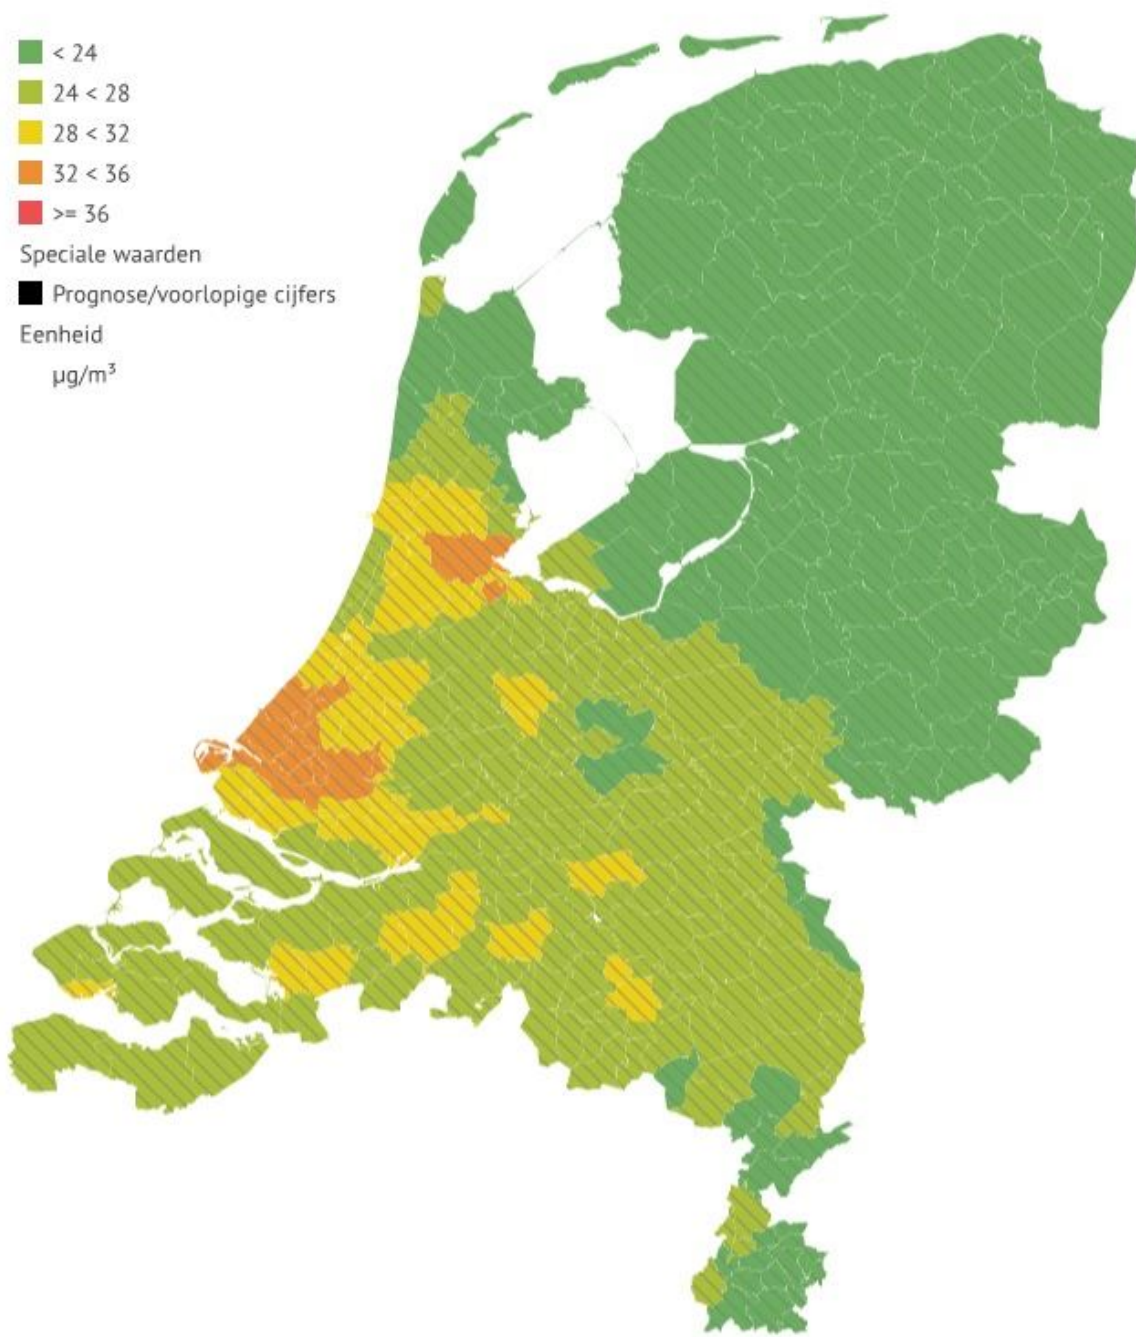 < 24
24 < 28
28 < 32
32 < 36
>= 36
Speciale waarden
Prognose/voorlopige cijfers
Eenheid
µg/m³